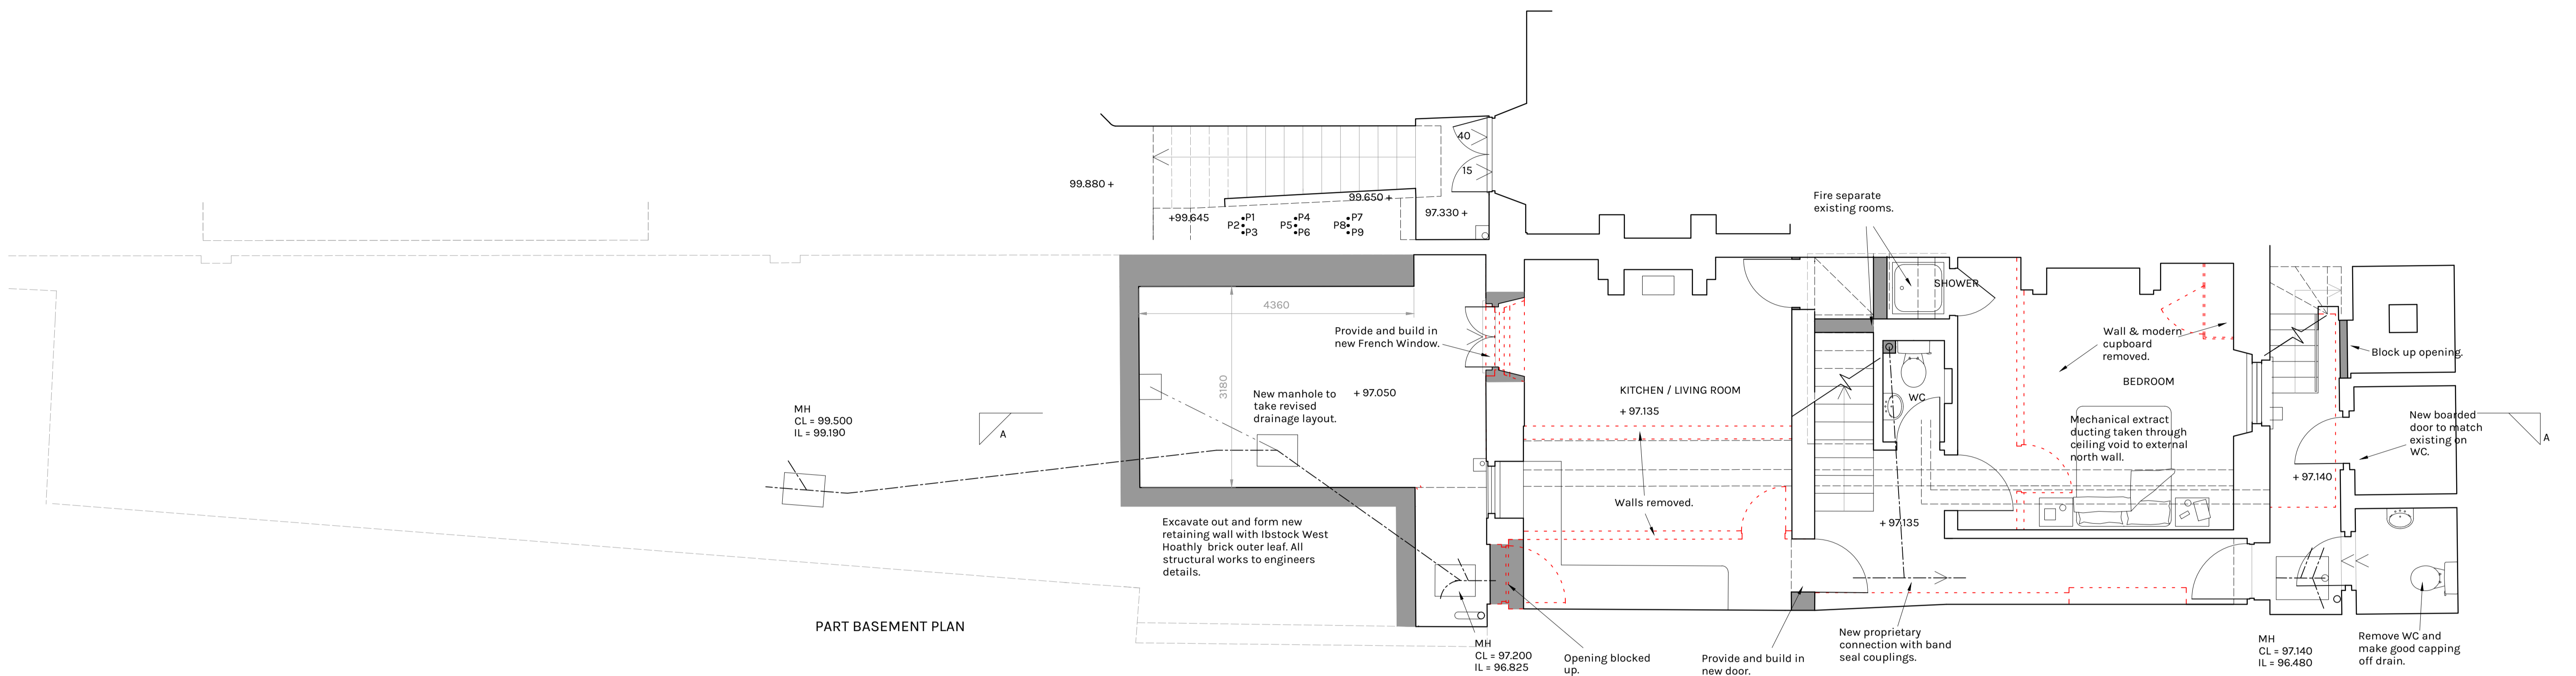 40
15
99.880 +
99.650 +
+99.645
P1
P2
P3
P4
P5
P6
P7
P8
P9
97.330 +
Fire separate
existing rooms.
4360
3180
SHOWER
Provide and build in
new French Window.
Wall & modern
cupboard
removed.
Block up opening.
KITCHEN / LIVING ROOM
+ 97.135
BEDROOM
WC
New manhole to
take revised
drainage layout.
+ 97.050
MH
CL = 99.500
IL = 99.190
A
Mechanical extract
ducting taken through
ceiling void to external
north wall.
New boarded
door to match
existing on
WC.
A
+ 97.140
Walls removed.
+ 97.135
Excavate out and form new
retaining wall with Ibstock West
Hoathly brick outer leaf. All
structural works to engineers
details.
PART BASEMENT PLAN
MH
CL = 97.200
IL = 96.825
Opening blocked
up.
Provide and build in
new door.
New proprietary
connection with band
seal couplings.
MH
CL = 97.140
IL = 96.480
Remove WC and
make good capping
off drain.